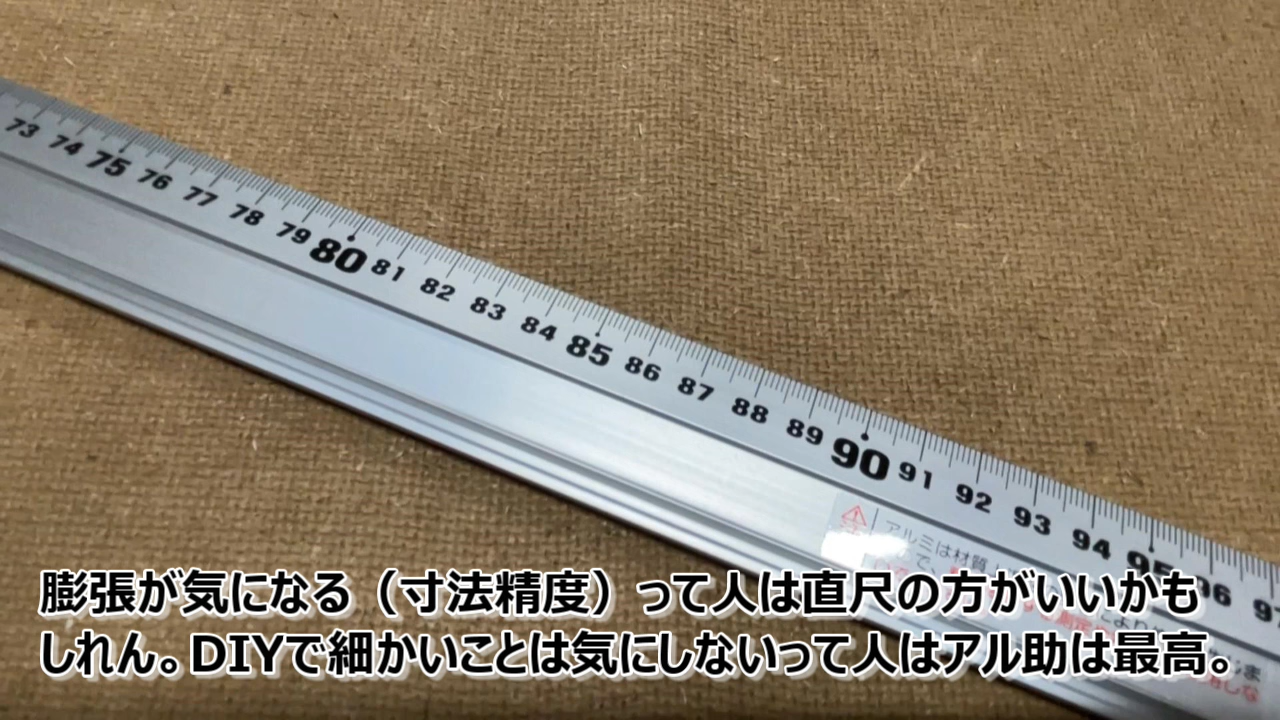 73 74 75 76 77 78 79 80 81 82 83 84 85 86 87 88 89 90 91 92 93 94 95 96
アルミは材質
膨張が気になる（寸法精度）って人は直尺の方がいいかも
しれん。DIYで細かいことは気にしないって人はアル助は最高。